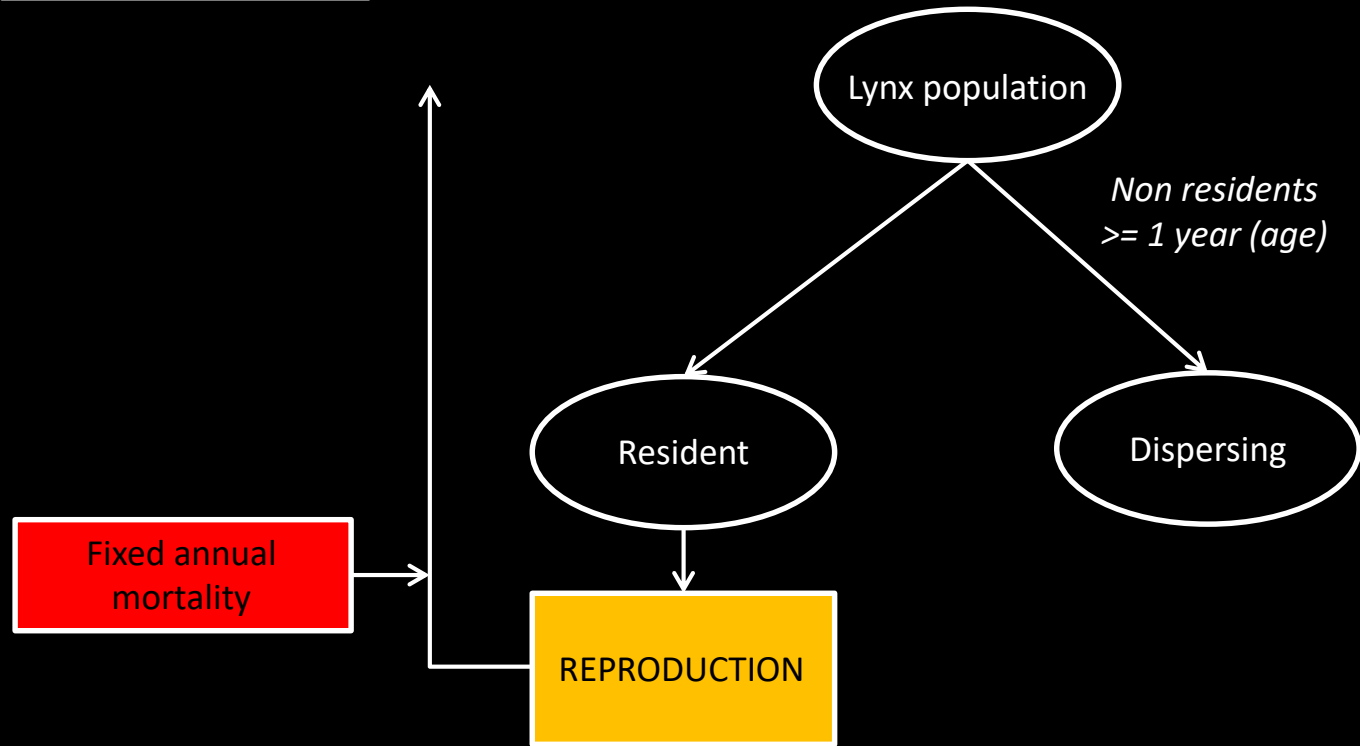 Lynx population
Non residents
>= 1 year (age)
Resident
Dispersing
Fixed annual
mortality
REPRODUCTION